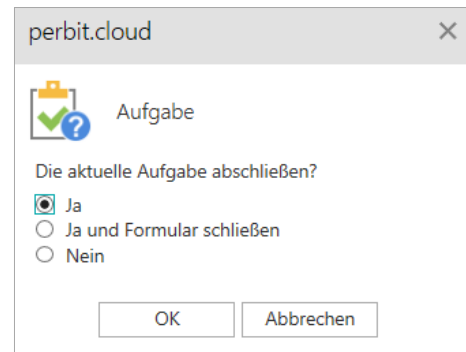 perbit.cloud
Aufgabe
Die aktuelle Aufgabe abschließen?
Ja
Ja und Formular schließen
Nein
OK Abbrechen